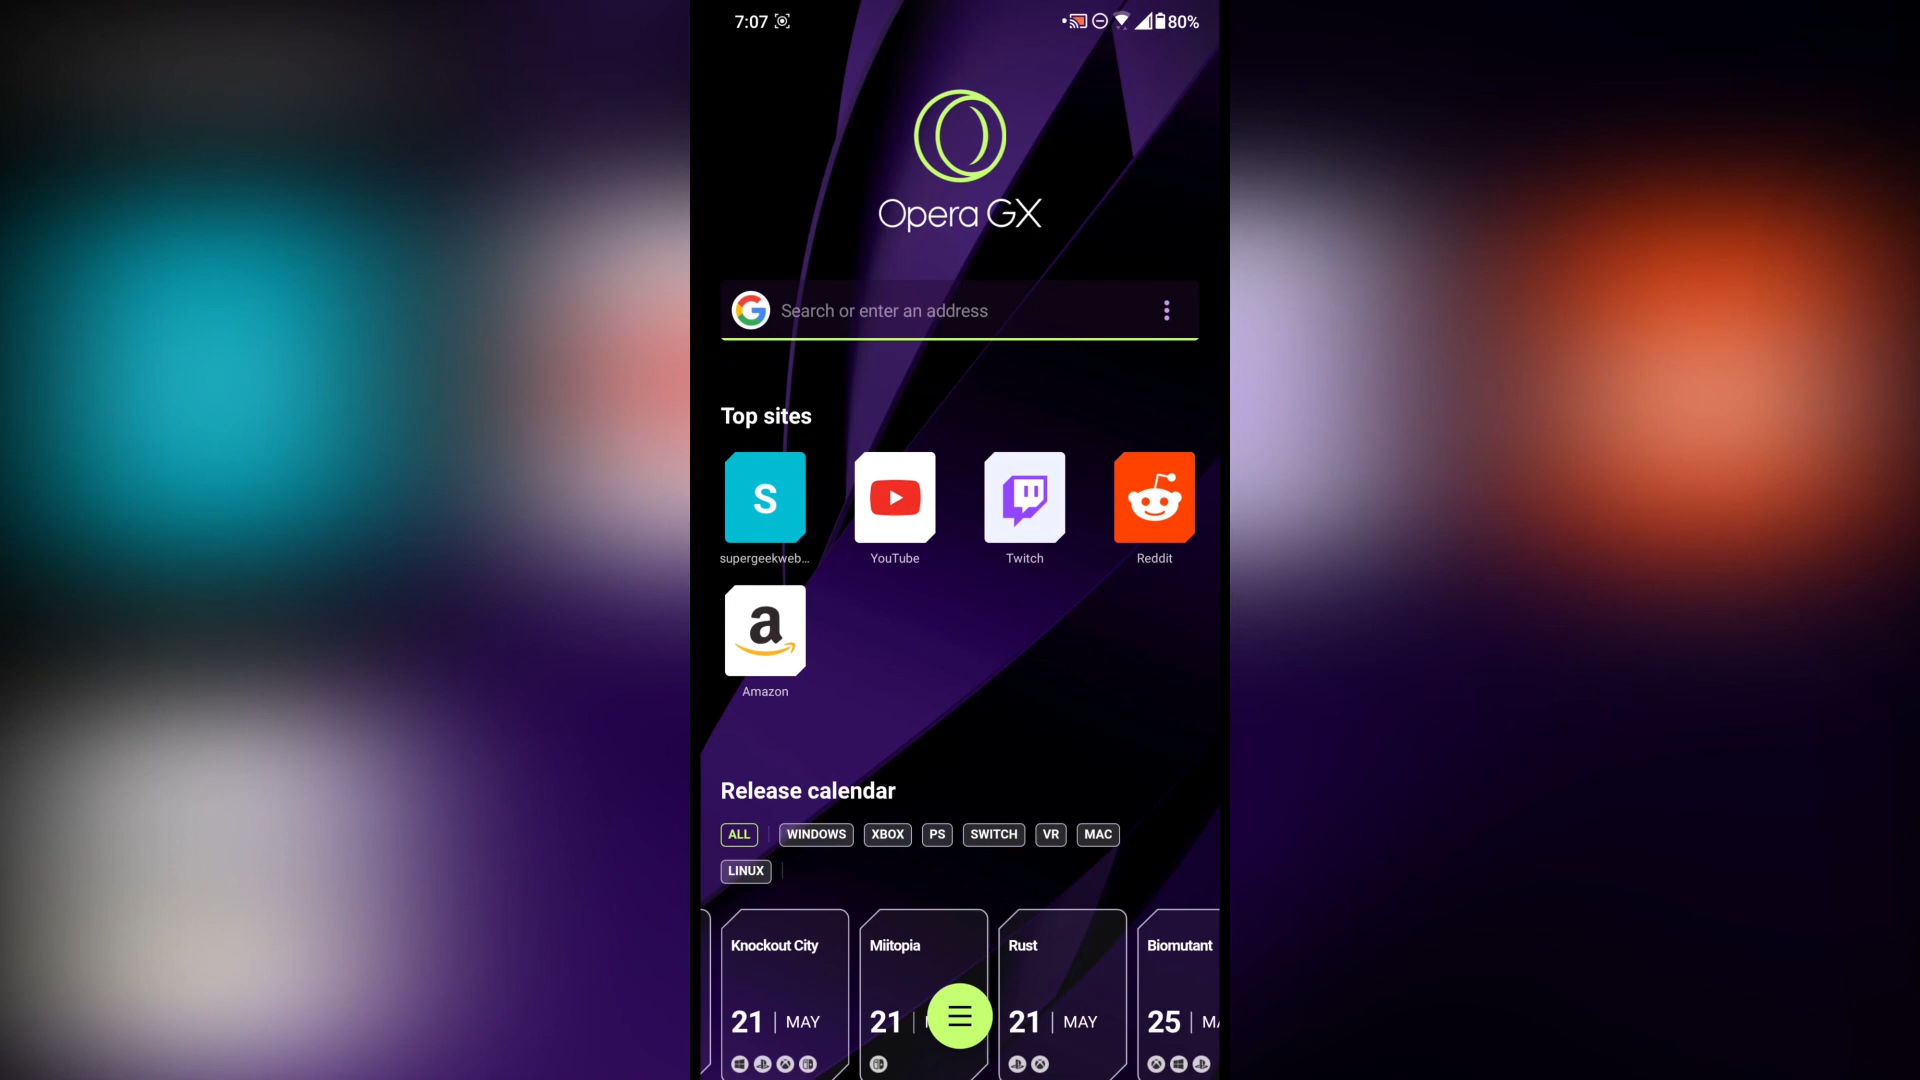 7:07
80%
Opera GX
Search or enter an address
Top sites
S
supergeekweb...
YouTube
Twitch
Reddit
a
Amazon
Release calendar
ALL
WINDOWS
XBOX
PS
SWITCH
VR
MAC
LINUX
Knockout City
Miitopia
Rust
Biomutant
21 | MAY
21 |
21 | MAY
25 | MA